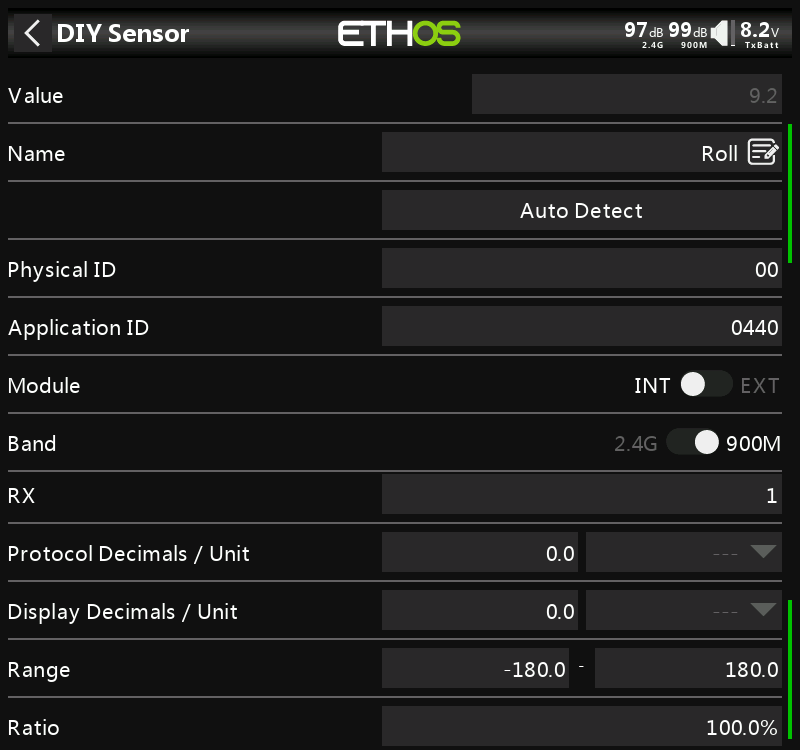 DIY Sensor ETHOS 97dB 2.4G 99dB 900M 8.2V TxBatt
Value 9.2
Name Roll
Auto Detect
Physical ID 00
Application ID 0440
Module INT EXT
Band 2.4G 900M
RX 1
Protocol Decimals / Unit 0.0 ---
Display Decimals / Unit 0.0 ---
Range -180.0 - 180.0
Ratio 100.0%